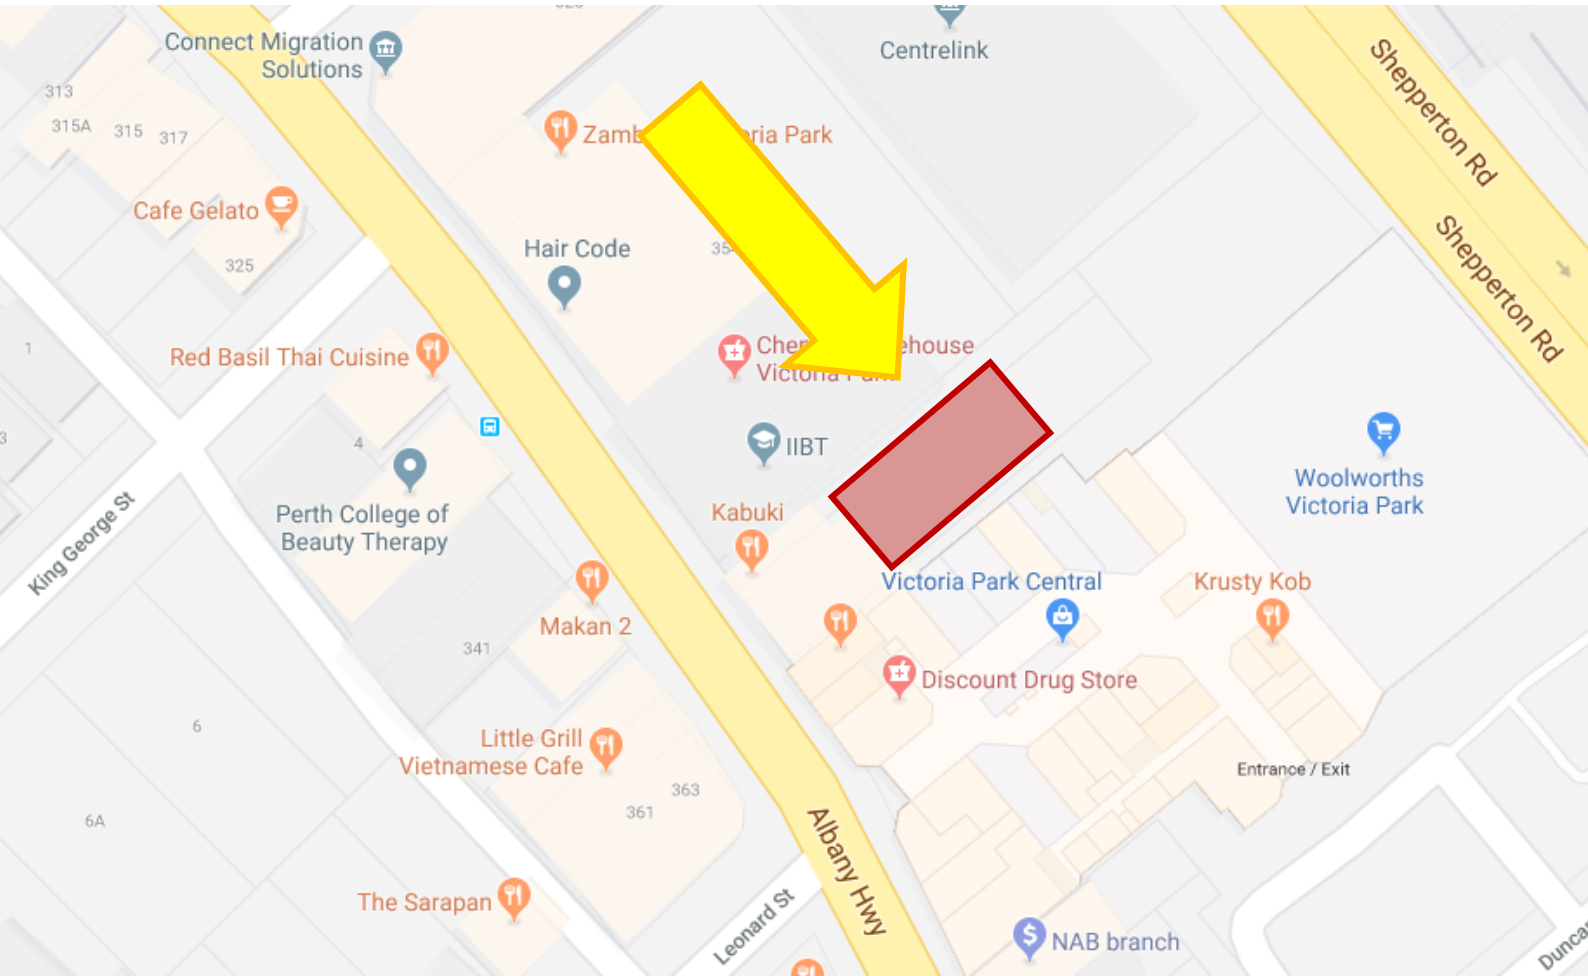 Connect Migration
Solutions
Centrelink
Shepperton Rd
313
315A
315
317
Cafe Gelato
325
Hair Code
Shepperton Rd
1
Red Basil Thai Cuisine
Victoria Park
IIBT
4
Woolworths
Victoria Park
Perth College of
Beauty Therapy
Kabuki
King George St
Victoria Park Central
Krusty Kob
Makan 2
341
Discount Drug Store
6
Little Grill
Vietnamese Cafe
Entrance / Exit
363
361
6A
Albany Hwy
The Sarapan
Leonard St
NAB branch